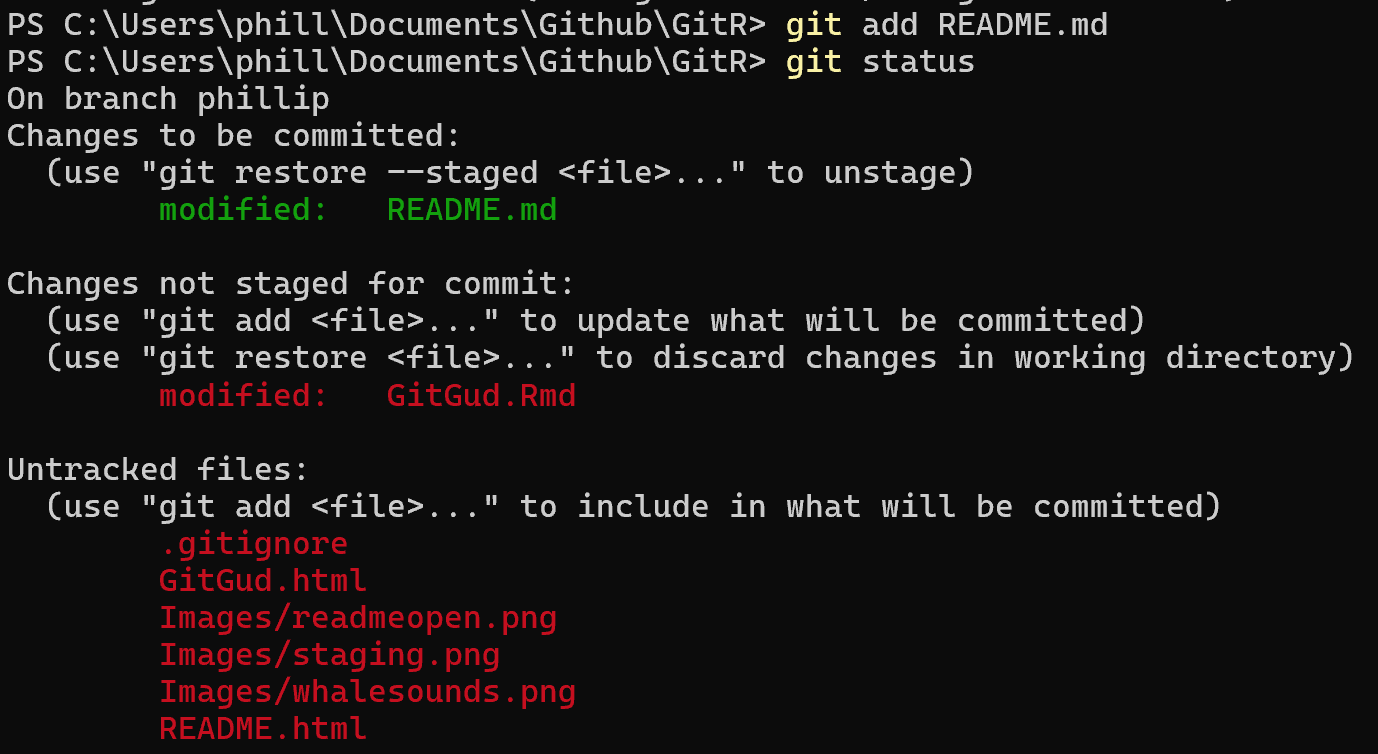 PS C:\Users\phill\Documents\Github\GitR> git add README.md
PS C:\Users\phill\Documents\Github\GitR> git status
On branch phillip
Changes to be committed:
  (use "git restore --staged <file>..." to unstage)
        modified:   README.md

Changes not staged for commit:
  (use "git add <file>..." to update what will be committed)
  (use "git restore <file>..." to discard changes in working directory)
        modified:   GitGud.Rmd

Untracked files:
  (use "git add <file>..." to include in what will be committed)
        .gitignore
        GitGud.html
        Images/readmeopen.png
        Images/staging.png
        Images/whalesounds.png
        README.html